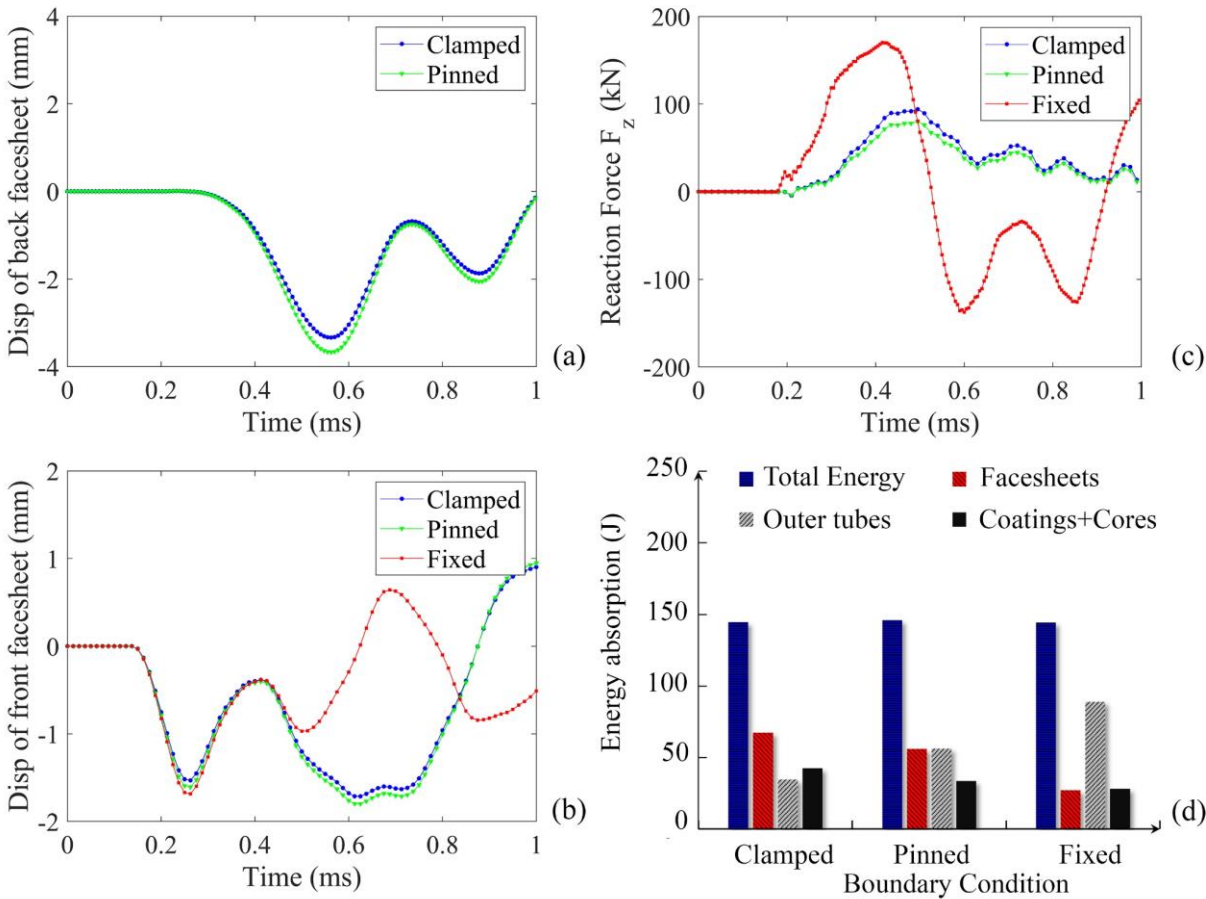 Disp of back facesheet (mm)
4
2
0
-2
-4
Clamped
Pinned
0
0.2
0.4
0.6
0.8
1
Time (ms)
(a)
Reaction Force F_z (kN)
200
100
0
-100
-200
Clamped
Pinned
Fixed
0
0.2
0.4
0.6
0.8
1
Time (ms)
(c)
Disp of front facesheet (mm)
2
1
0
-1
-2
Clamped
Pinned
Fixed
0
0.2
0.4
0.6
0.8
1
Time (ms)
(b)
Energy absorption (J)
250
200
150
100
50
0
Total Energy
Facesheets
Outer tubes
Coatings+Cores
Clamped
Pinned
Fixed
Boundary Condition
(d)